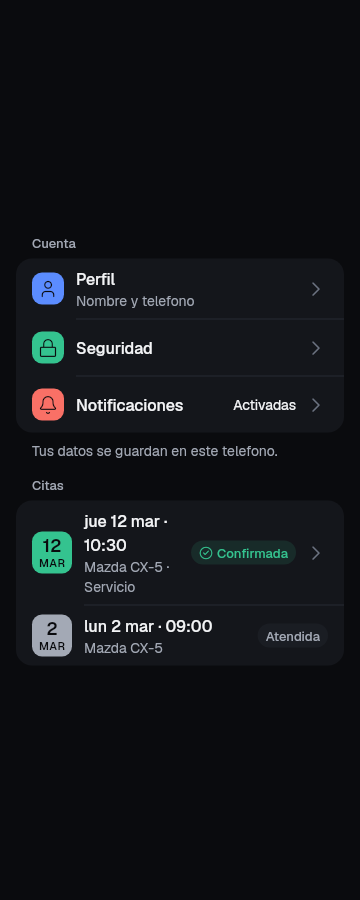 Cuenta
Perfil
Nombre y telefono
Seguridad
Notificaciones Activadas
Tus datos se guardan en este telefono.
Citas
12
MAR
jue 12 mar ·
10:30
Mazda CX-5 ·
Servicio
Confirmada
2
MAR
lun 2 mar · 09:00
Mazda CX-5
Atendida